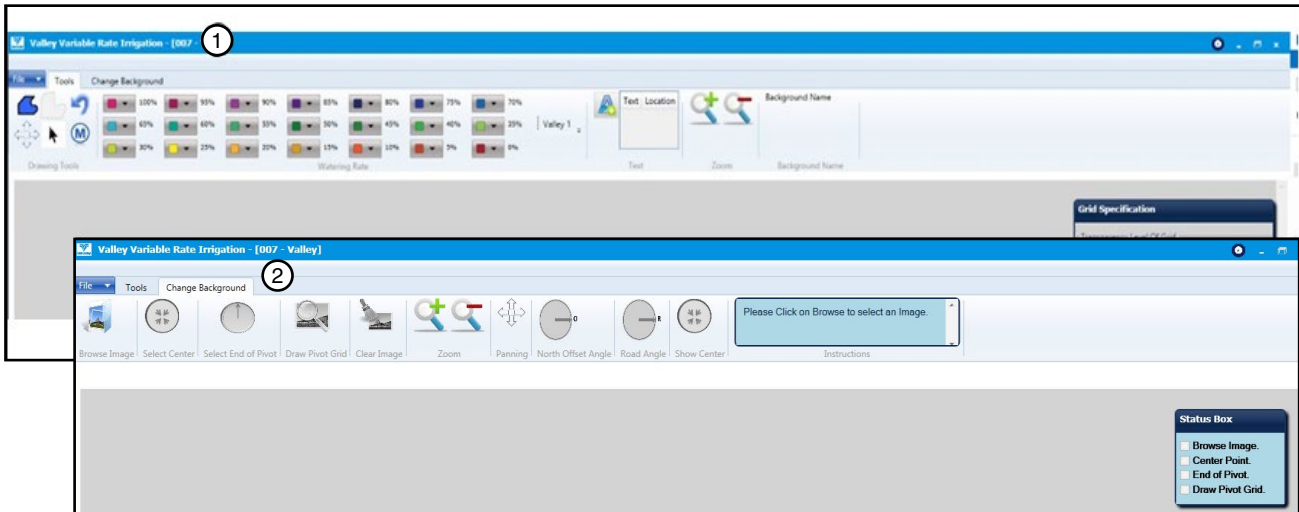 Valley Variable Rate Irrigation - [007 -
1
File Tools Change Background
100% 95% 90% 85% 80% 75% 70%
65% 60% 55% 50% 45% 40% 35%
30% 25% 20% 15% 10% 5% 0%
M
Valley 1
Text Location
Background Name
Drawing Tools Watering Rate Text Zoom Background Name
Grid Specification
Transparency Level Of Grid
Valley Variable Rate Irrigation - [007 - Valley]
2
File Tools Change Background
O R
Please Click on Browse to select an Image.
Browse Image Select Center Select End of Pivot Draw Pivot Grid Clear Image Zoom Panning North Offset Angle Road Angle Show Center Instructions
Status Box
Browse Image.
Center Point.
End of Pivot.
Draw Pivot Grid.